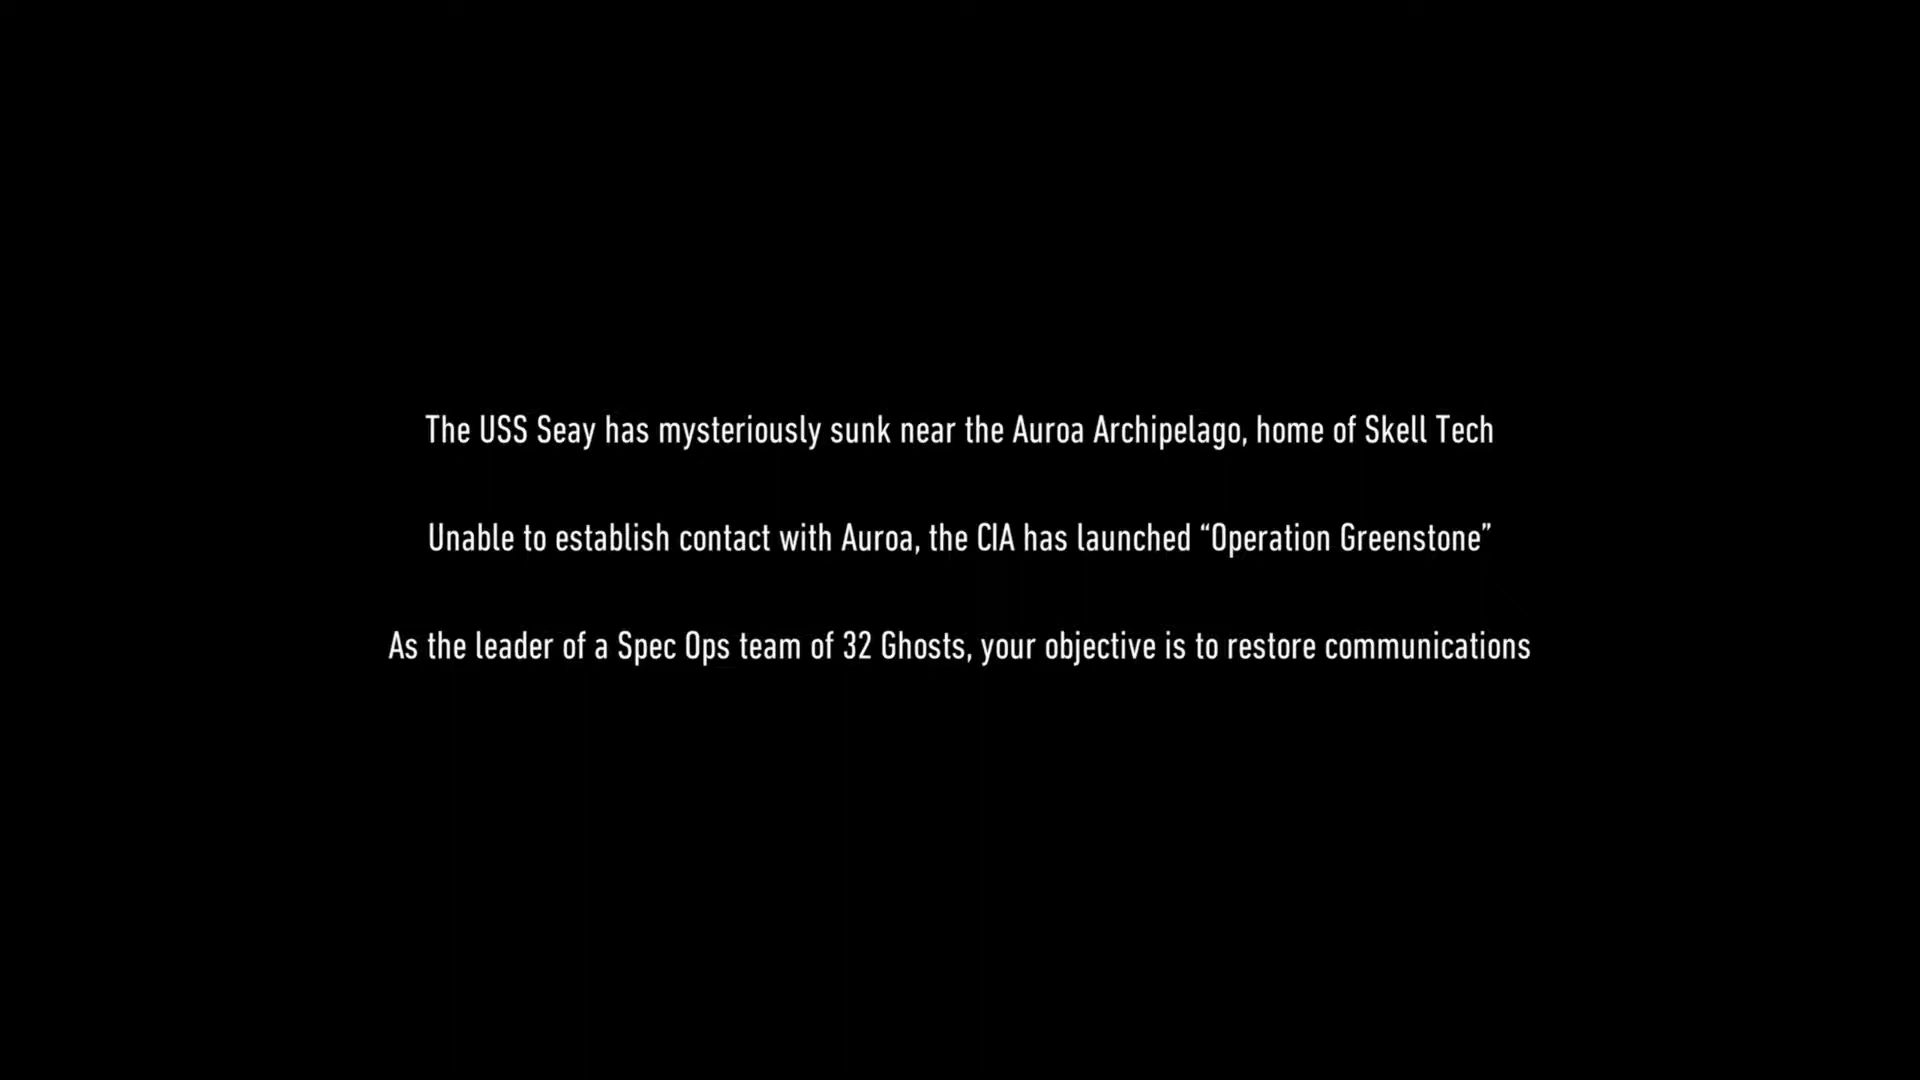 The USS Seay has mysteriously sunk near the Auroa Archipelago, home of Skell Tech
Unable to establish contact with Auroa, the CIA has launched “Operation Greenstone”
As the leader of a Spec Ops team of 32 Ghosts, your objective is to restore communications